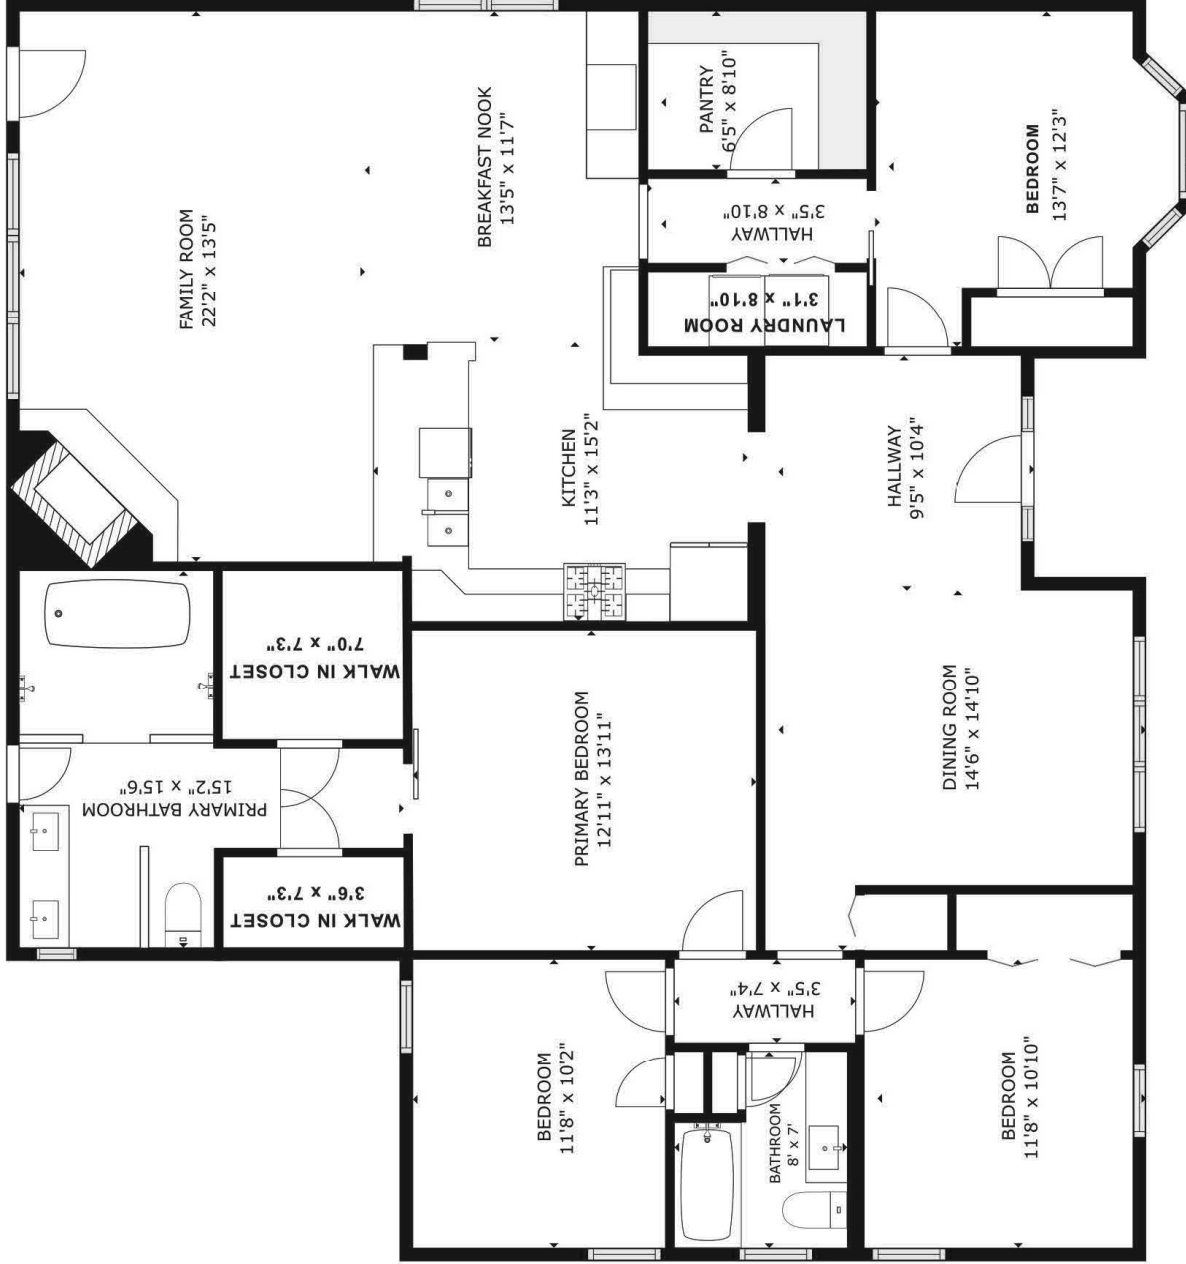 PANTRY
6'5" x 8'10"
BREAKFAST NOOK
13'5" x 11'7"
BEDROOM
13'7" x 12'3"
FAMILY ROOM
22'2" x 13'5"
HALLWAY
3'5" x 8'10"
LAUNDRY ROOM
3'1" x 8'10"
KITCHEN
11'3" x 15'2"
HALLWAY
9'5" x 10'4"
WALK IN CLOSET
7'0" x 7'3"
PRIMARY BEDROOM
12'11" x 13'11"
DINING ROOM
14'6" x 14'10"
PRIMARY BATHROOM
15'2" x 15'6"
WALK IN CLOSET
3'6" x 7'3"
HALLWAY
3'5" x 7'4"
BEDROOM
11'8" x 10'2"
BATHROOM
8' x 7'
BEDROOM
11'8" x 10'10"